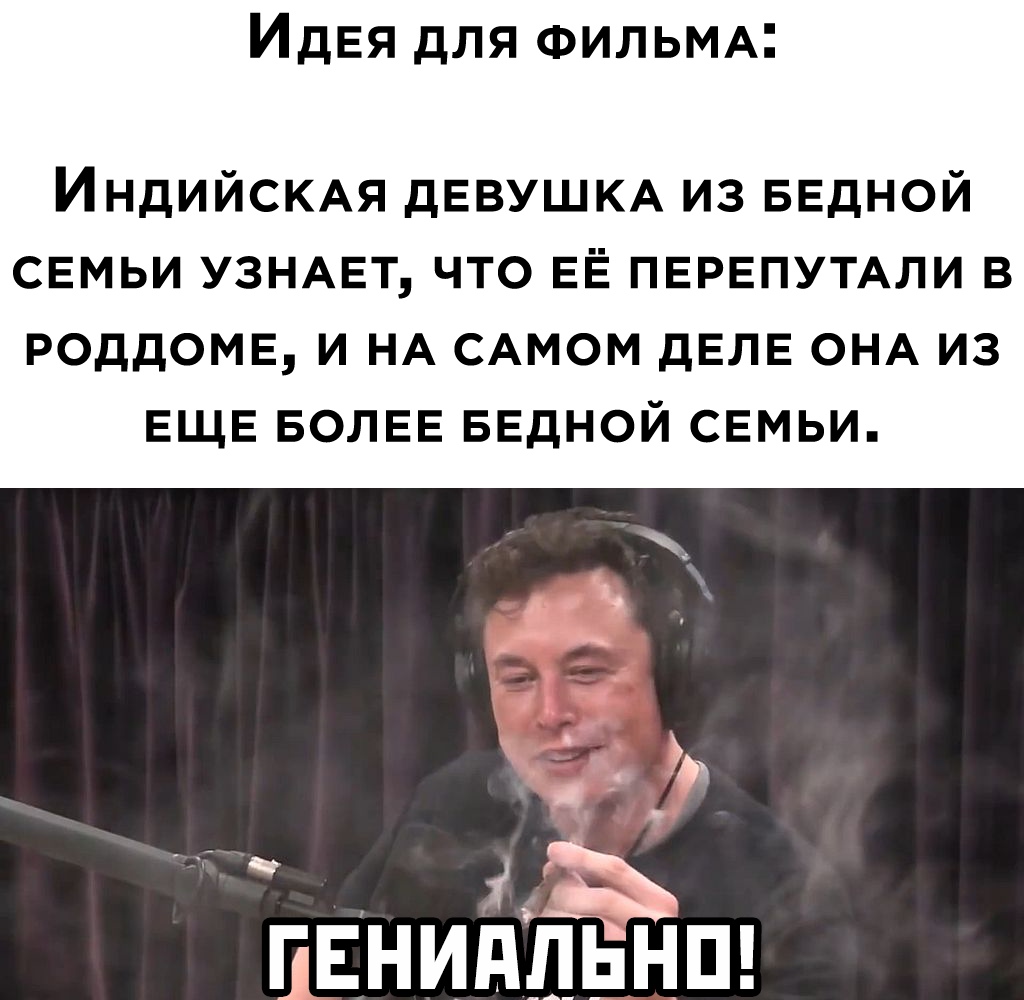 Идея для фильма:
Индийская девушка из бедной
семьи узнает, что её перепутали в
роддоме, и на самом деле она из
еще более бедной семьи.
ГЕНИАЛЬНО!